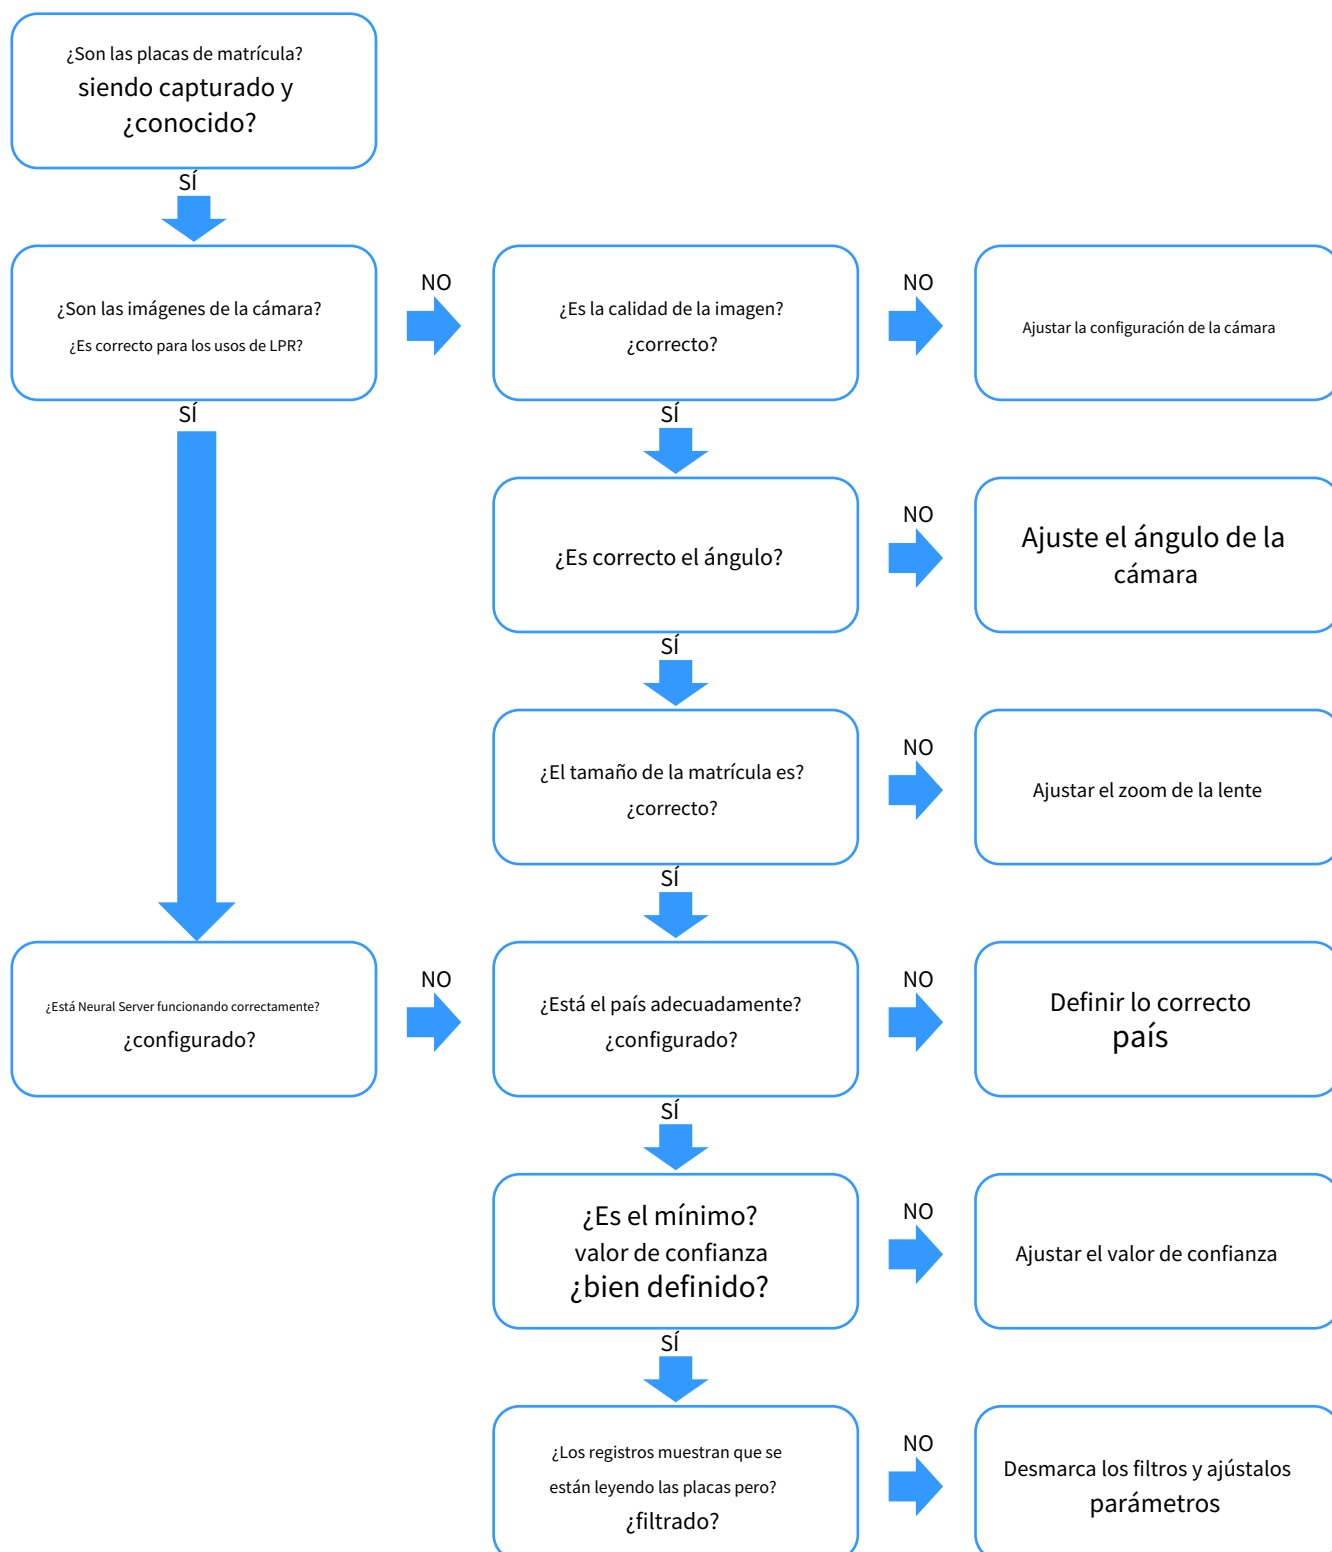 ¿Son las placas de matrícula?
siendo capturado y
¿conocido?
SÍ
¿Son las imágenes de la cámara?
¿Es correcto para los usos de LPR?
NO
¿Es la calidad de la imagen?
¿correcto?
NO
Ajustar la configuración de la cámara
SÍ
SÍ
¿Es correcto el ángulo?
NO
Ajuste el ángulo de la
cámara
SÍ
¿El tamaño de la matrícula es?
¿correcto?
NO
Ajustar el zoom de la lente
SÍ
¿Está Neural Server funcionando correctamente?
¿configurado?
NO
¿Está el país adecuadamente?
¿configurado?
NO
Definir lo correcto
país
SÍ
¿Es el mínimo?
valor de confianza
¿bien definido?
NO
Ajustar el valor de confianza
SÍ
¿Los registros muestran que se
están leyendo las placas pero?
¿filtrado?
NO
Desmarca los filtros y ajústalos
parámetros